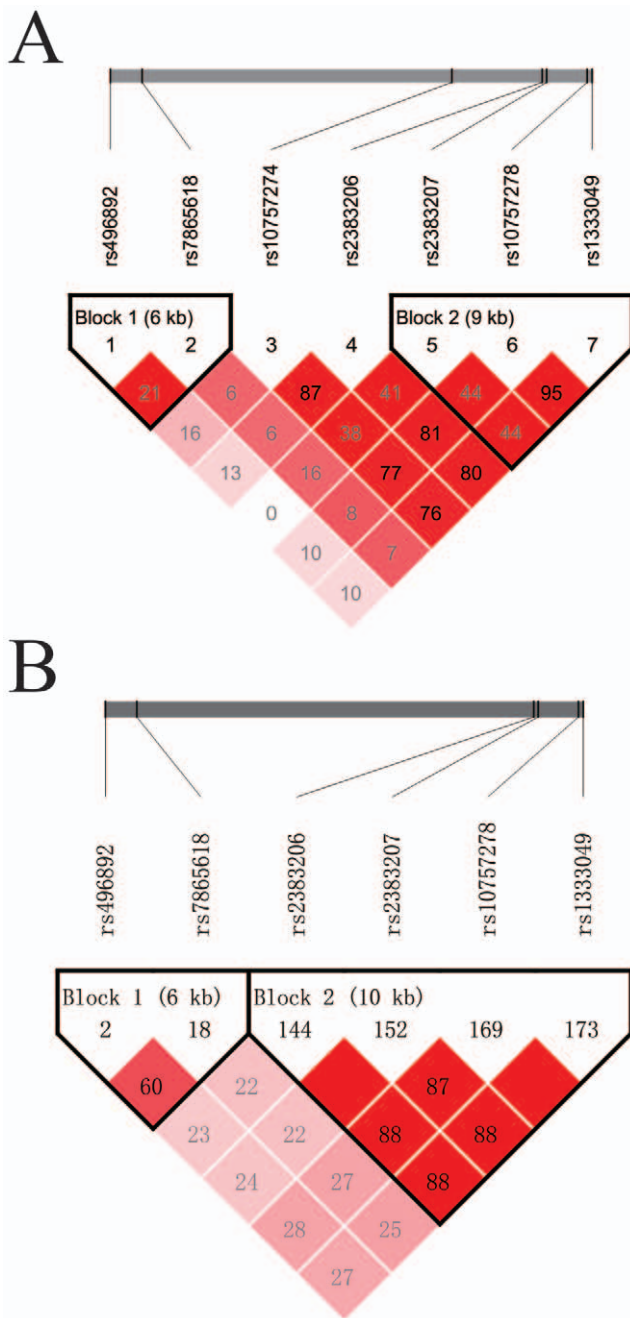 A
rs496892 rs7865618 rs10757274 rs2383206 rs2383207 rs10757278 rs1333049
Block 1 (6 kb) Block 2 (9 kb)
1 2 3 4 5 6 7
21 6 87 41 44 95
16 6 38 81 44
13 16 77 80
0 8 76
10 7
10
B
rs496892 rs7865618 rs2383206 rs2383207 rs10757278 rs1333049
Block 1 (6 kb) Block 2 (10 kb)
2 18 144 152 169 173
60 22 87
23 22 88 88
24 27 88
28 25
27